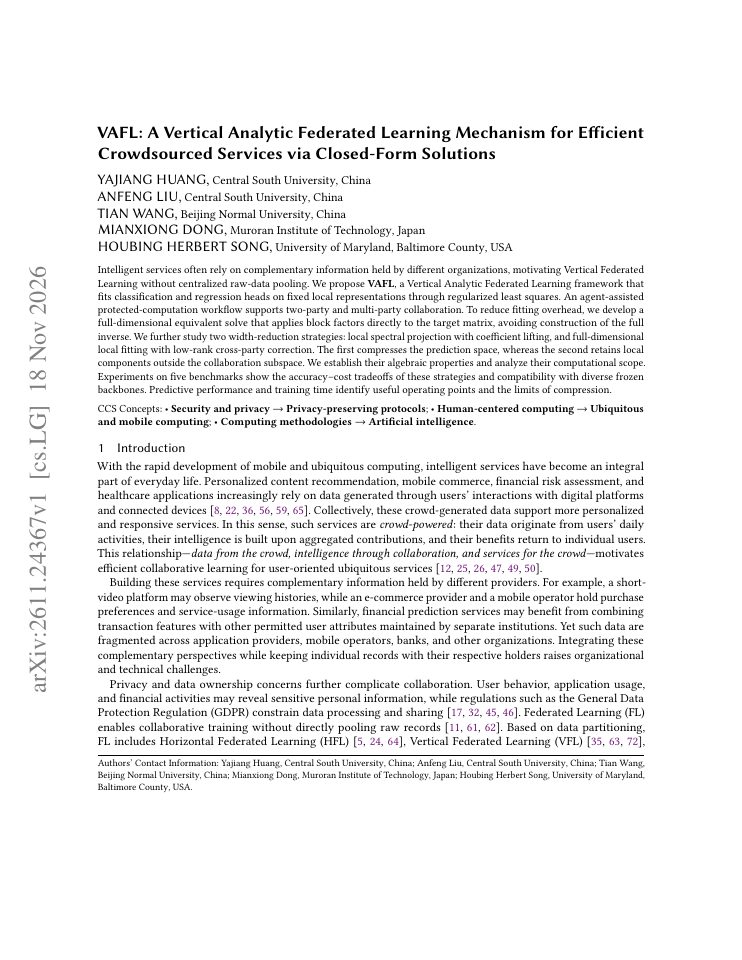 arXiv:2611.24367v1 [cs.LG] 18 Nov 2026
VAFL: A Vertical Analytic Federated Learning Mechanism for Efficient
Crowdsourced Services via Closed-Form Solutions
YAJIANG HUANG, Central South University, China
ANFENG LIU, Central South University, China
TIAN WANG, Beijing Normal University, China
MIANXIONG DONG, Muroran Institute of Technology, Japan
HOUBING HERBERT SONG, University of Maryland, Baltimore County, USA
Intelligent services often rely on complementary information held by different organizations, motivating Vertical Federated
Learning without centralized raw-data pooling. We propose VAFL, a Vertical Analytic Federated Learning framework that
fits classification and regression heads on fixed local representations through regularized least squares. An agent-assisted
protected-computation workflow supports two-party and multi-party collaboration. To reduce fitting overhead, we develop a
full-dimensional equivalent solve that applies block factors directly to the target matrix, avoiding construction of the full
inverse. We further study two width-reduction strategies: local spectral projection with coefficient lifting, and full-dimensional
local fitting with low-rank cross-party correction. The first compresses the prediction space, whereas the second retains local
components outside the collaboration subspace. We establish their algebraic properties and analyze their computational scope.
Experiments on five benchmarks show the accuracy–cost tradeoffs of these strategies and compatibility with diverse frozen
backbones. Predictive performance and training time identify useful operating points and the limits of compression.
CCS Concepts: • Security and privacy → Privacy-preserving protocols; • Human-centered computing → Ubiquitous
and mobile computing; • Computing methodologies → Artificial intelligence.
1 Introduction
With the rapid development of mobile and ubiquitous computing, intelligent services have become an integral
part of everyday life. Personalized content recommendation, mobile commerce, financial risk assessment, and
healthcare applications increasingly rely on data generated through users' interactions with digital platforms
and connected devices [8, 22, 36, 56, 59, 65]. Collectively, these crowd-generated data support more personalized
and responsive services. In this sense, such services are crowd-powered: their data originate from users' daily
activities, their intelligence is built upon aggregated contributions, and their benefits return to individual users.
This relationship—data from the crowd, intelligence through collaboration, and services for the crowd—motivates
efficient collaborative learning for user-oriented ubiquitous services [12, 25, 26, 47, 49, 50].
Building these services requires complementary information held by different providers. For example, a short-
video platform may observe viewing histories, while an e-commerce provider and a mobile operator hold purchase
preferences and service-usage information. Similarly, financial prediction services may benefit from combining
transaction features with other permitted user attributes maintained by separate institutions. Yet such data are
fragmented across application providers, mobile operators, banks, and other organizations. Integrating these
complementary perspectives while keeping individual records with their respective holders raises organizational
and technical challenges.
Privacy and data ownership concerns further complicate collaboration. User behavior, application usage,
and financial activities may reveal sensitive personal information, while regulations such as the General Data
Protection Regulation (GDPR) constrain data processing and sharing [17, 32, 45, 46]. Federated Learning (FL)
enables collaborative training without directly pooling raw records [11, 61, 62]. Based on data partitioning,
FL includes Horizontal Federated Learning (HFL) [5, 24, 64], Vertical Federated Learning (VFL) [35, 63, 72],
Authors' Contact Information: Yajiang Huang, Central South University, China; Anfeng Liu, Central South University, China; Tian Wang,
Beijing Normal University, China; Mianxiong Dong, Muroran Institute of Technology, Japan; Houbing Herbert Song, University of Maryland,
Baltimore County, USA.